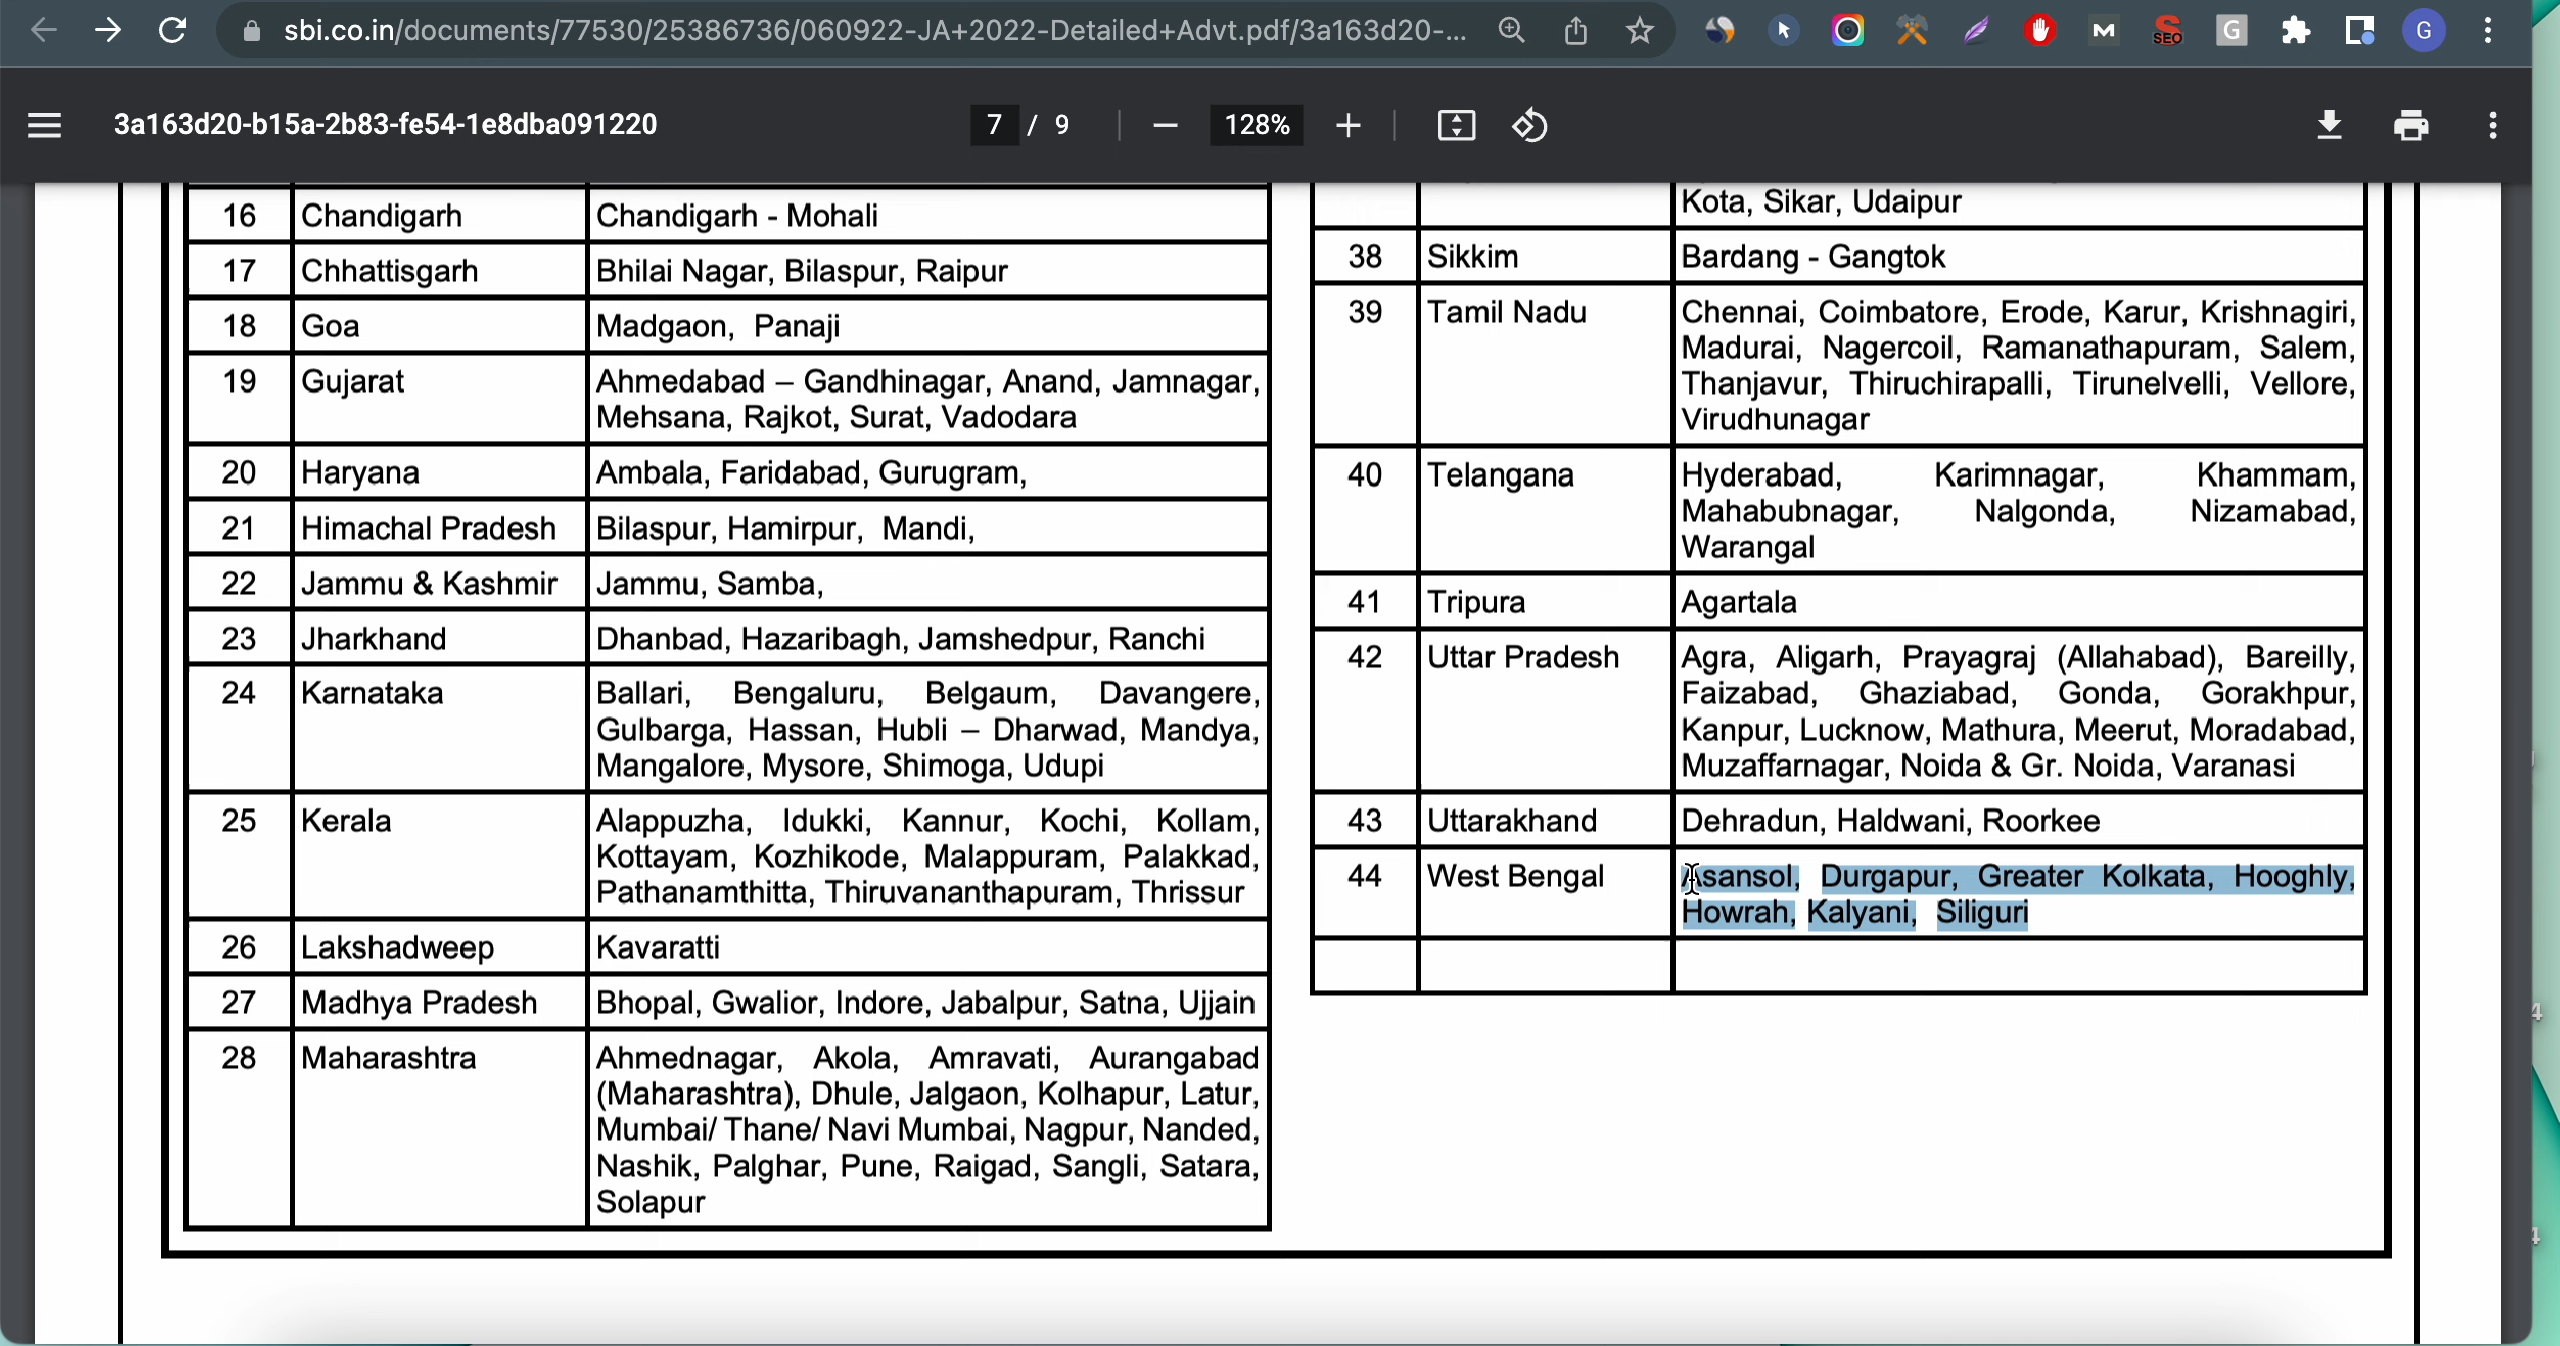 sbi.co.in/documents/77530/25386736/060922-JA+2022-Detailed+Advt.pdf/3a163d20-...
3a163d20-b15a-2b83-fe54-1e8dba091220
7 / 9
128%
16 Chandigarh Chandigarh - Mohali
17 Chhattisgarh Bhilai Nagar, Bilaspur, Raipur
18 Goa Madgaon, Panaji
19 Gujarat Ahmedabad – Gandhinagar, Anand, Jamnagar,
Mehsana, Rajkot, Surat, Vadodara
20 Haryana Ambala, Faridabad, Gurugram,
21 Himachal Pradesh Bilaspur, Hamirpur, Mandi,
22 Jammu & Kashmir Jammu, Samba,
23 Jharkhand Dhanbad, Hazaribagh, Jamshedpur, Ranchi
24 Karnataka Ballari, Bengaluru, Belgaum, Davangere,
Gulbarga, Hassan, Hubli – Dharwad, Mandya,
Mangalore, Mysore, Shimoga, Udupi
25 Kerala Alappuzha, Idukki, Kannur, Kochi, Kollam,
Kottayam, Kozhikode, Malappuram, Palakkad,
Pathanamthitta, Thiruvananthapuram, Thrissur
26 Lakshadweep Kavaratti
27 Madhya Pradesh Bhopal, Gwalior, Indore, Jabalpur, Satna, Ujjain
28 Maharashtra Ahmednagar, Akola, Amravati, Aurangabad
(Maharashtra), Dhule, Jalgaon, Kolhapur, Latur,
Mumbai/ Thane/ Navi Mumbai, Nagpur, Nanded,
Nashik, Palghar, Pune, Raigad, Sangli, Satara,
Solapur
Kota, Sikar, Udaipur
38 Sikkim Bardang - Gangtok
39 Tamil Nadu Chennai, Coimbatore, Erode, Karur, Krishnagiri,
Madurai, Nagercoil, Ramanathapuram, Salem,
Thanjavur, Thiruchirapalli, Tirunelvelli, Vellore,
Virudhunagar
40 Telangana Hyderabad, Karimnagar, Khammam,
Mahabubnagar, Nalgonda, Nizamabad,
Warangal
41 Tripura Agartala
42 Uttar Pradesh Agra, Aligarh, Prayagraj (Allahabad), Bareilly,
Faizabad, Ghaziabad, Gonda, Gorakhpur,
Kanpur, Lucknow, Mathura, Meerut, Moradabad,
Muzaffarnagar, Noida & Gr. Noida, Varanasi
43 Uttarakhand Dehradun, Haldwani, Roorkee
44 West Bengal Asansol, Durgapur, Greater Kolkata, Hooghly,
Howrah, Kalyani, Siliguri